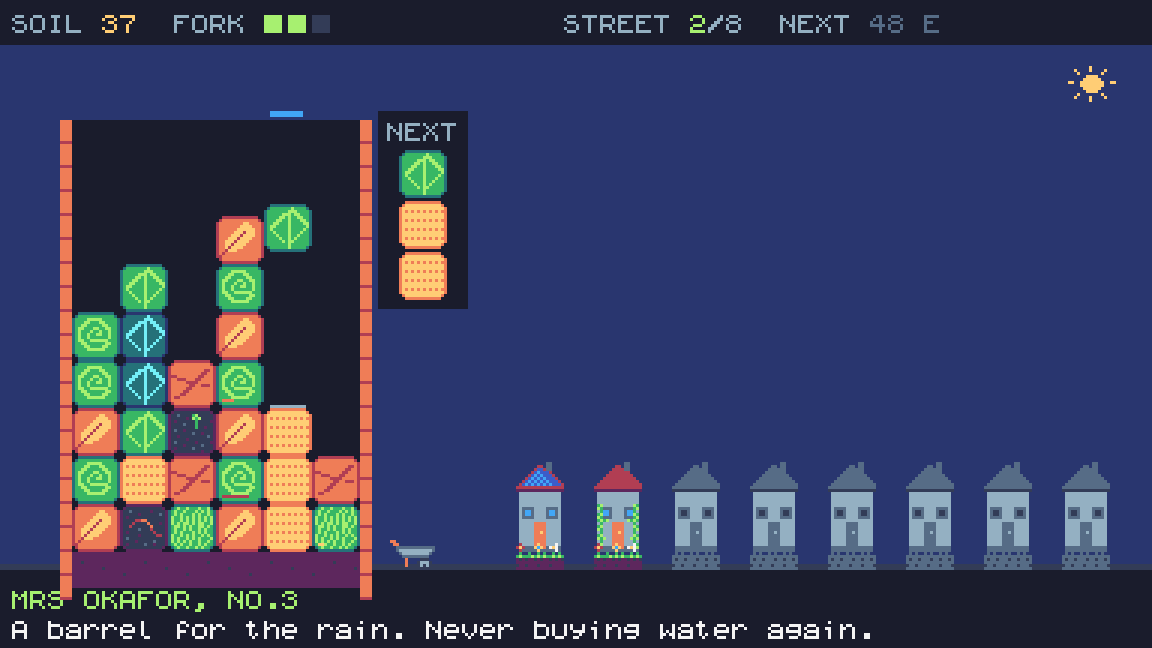 SOIL 37 FORK STREET 2/8 NEXT 48 E
NEXT
MRS OKAFOR, NO.3
A barrel for the rain. Never buying water again.